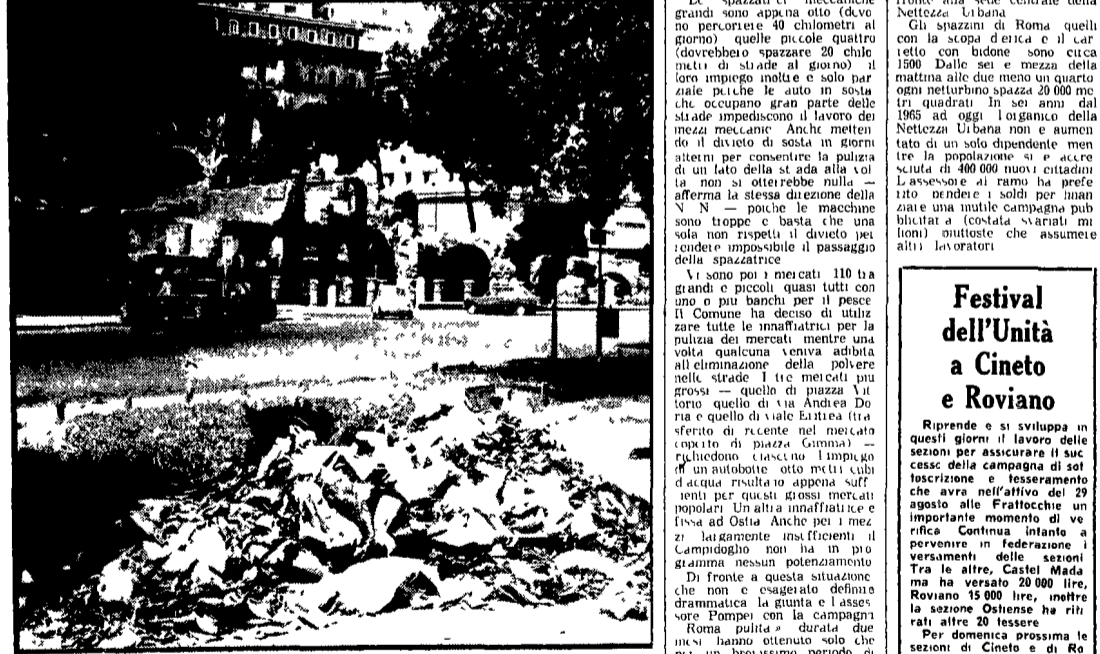 grandi sono appena otto (devo
no percorrere 40 chilometri al
giorno) quelle piccole quattro
(dovrebbero spazzare 20 chilo
metri di strade al giorno) il
loro impiego inoltre e solo par
ziale perche le auto in sosta
che occupano gran parte delle
strade impediscono il lavoro dei
mezzi meccanic Anche metten
do il divieto di sosta in giorni
alterni per consentire la pulizia
di un lato della st ada alla vol
ta non si otterrebbe nulla —
afferma la stessa direzione della
N N — poiche le macchine
sono troppe e basta che una
sola non rispetti il divieto per
rendere impossibile il passaggio
della spazzatrice
Vi sono poi i mercati 110 tra
grandi e piccoli quasi tutti con
uno o piu banchi per il pesce
Il Comune ha deciso di utiliz
zare tutte le innaffiatrici per la
pulizia dei mercati mentre una
volta qualcuna veniva adibita
all eliminazione della polvere
nelle strade I tre mercati piu
grossi — quello di piazza Vit
torio quello di via Andrea Do
ria e quello di viale Eritrea (tra
sferito di recente nel mercato
coperto di piazza Gimma) —
richiedono ciascuno l impiego
di un autobotte otto metri cubi
d acqua risultano appena suff
ienti per questi grossi mercati
popolari Un altra innaffiatrice e
fissa ad Ostia Anche per i mez
zi largamente insufficienti il
Campidoglio non ha in pro
gramma nessun potenziamento
Di fronte a questa situazione
che non e esagerato definire
drammatica la giunta e l asses
sore Pompei con la campagna
Roma pulita » durata due
mesi hanno ottenuto solo che
per un brevissimo periodo di
fronte alla sede centrale della
Nettezza Urbana
Gli spazzini di Roma quelli
con la scopa d erica e il car
retto con bidone sono circa
1500 Dalle sei e mezza della
mattina alle due meno un quarto
ogni netturbino spazza 20 000 me
tri quadrati In sei anni dal
1965 ad oggi l organico della
Nettezza Urbana non e aumen
tato di un solo dipendente men
tre la popolazione si e accre
sciuta di 400 000 nuovi cittadini
L assessore al ramo ha prefe
rito spendere i soldi per finan
ziare una inutile campagna pub
blicitaria (costata svariati mi
lioni) piuttosto che assumere
altri lavoratori
Festival
dell'Unità
a Cineto
e Roviano
Riprende e si sviluppa in
questi giorni il lavoro delle
sezioni per assicurare il suc
cesso della campagna di sot
toscrizione e tesseramento
che avra nell'attivo del 29
agosto alle Frattocchie un
importante momento di ve
rifica Continua intanto a
pervenire in federazione i
versamenti delle sezioni
Tra le altre, Castel Mada
ma ha versato 20 000 lire,
Roviano 15 000 lire, inoltre
la sezione Ostiense ha riti
rati altre 20 tessere
Per domenica prossima le
sezioni di Cineto e di Ro